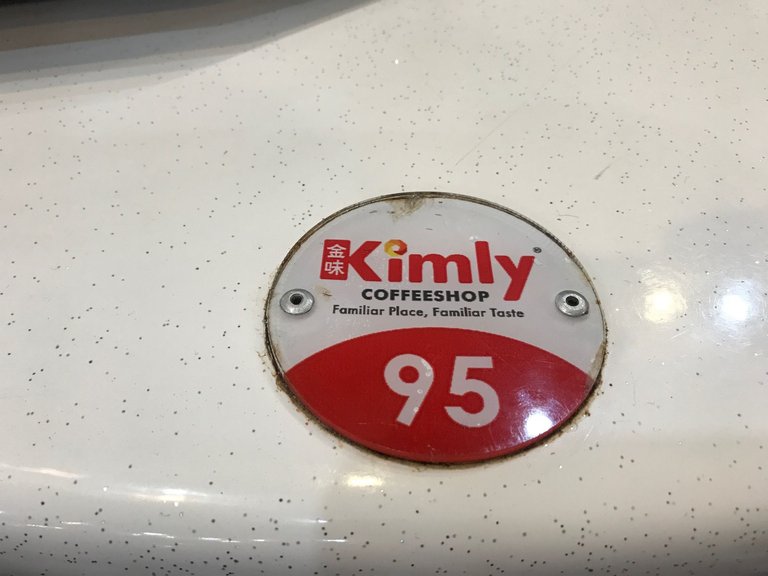 金味 Kimly®
COFFEESHOP
Familiar Place, Familiar Taste
95